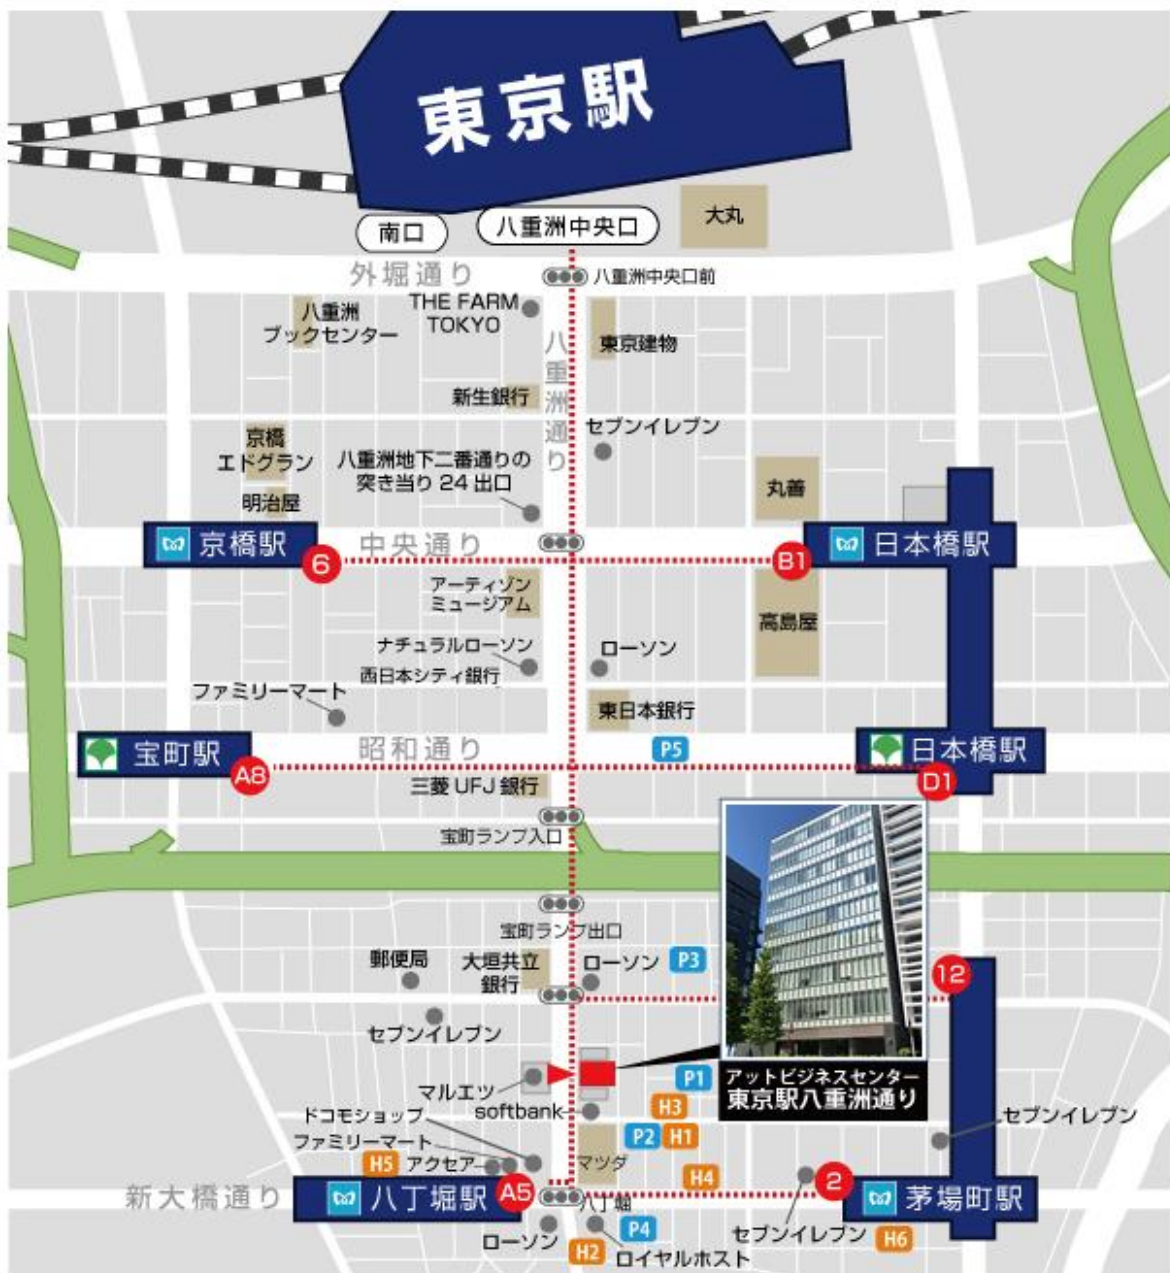 東京駅
南口
八重洲中央口
大丸
外堀通り
八重洲中央口前
八重洲
ブックセンター
THE FARM
TOKYO
八重洲通り
東京建物
新生銀行
セブンイレブン
京橋
エドグラン
八重洲地下二番通りの
突き当り 24 出口
丸善
明治屋
京橋駅
6
中央通り
B1
日本橋駅
アーティゾン
ミュージアム
高島屋
ナチュラルローソン
ローソン
西日本シティ銀行
ファミリーマート
東日本銀行
宝町駅
A8
昭和通り
P5
日本橋駅
D1
三菱 UFJ 銀行
宝町ランプ入口
宝町ランプ出口
郵便局
大垣共立
銀行
ローソン
P3
12
セブンイレブン
マルエツ
P1
アットビジネスセンター
東京駅八重洲通り
softbank
H3
ドコモショップ
セブンイレブン
ファミリーマート
P2
H1
H5
アクセア
マツダ
H4
新大橋通り
八丁堀駅
A5
八丁堀
2
茅場町駅
ローソン
P4
セブンイレブン
H6
H2
ロイヤルホスト